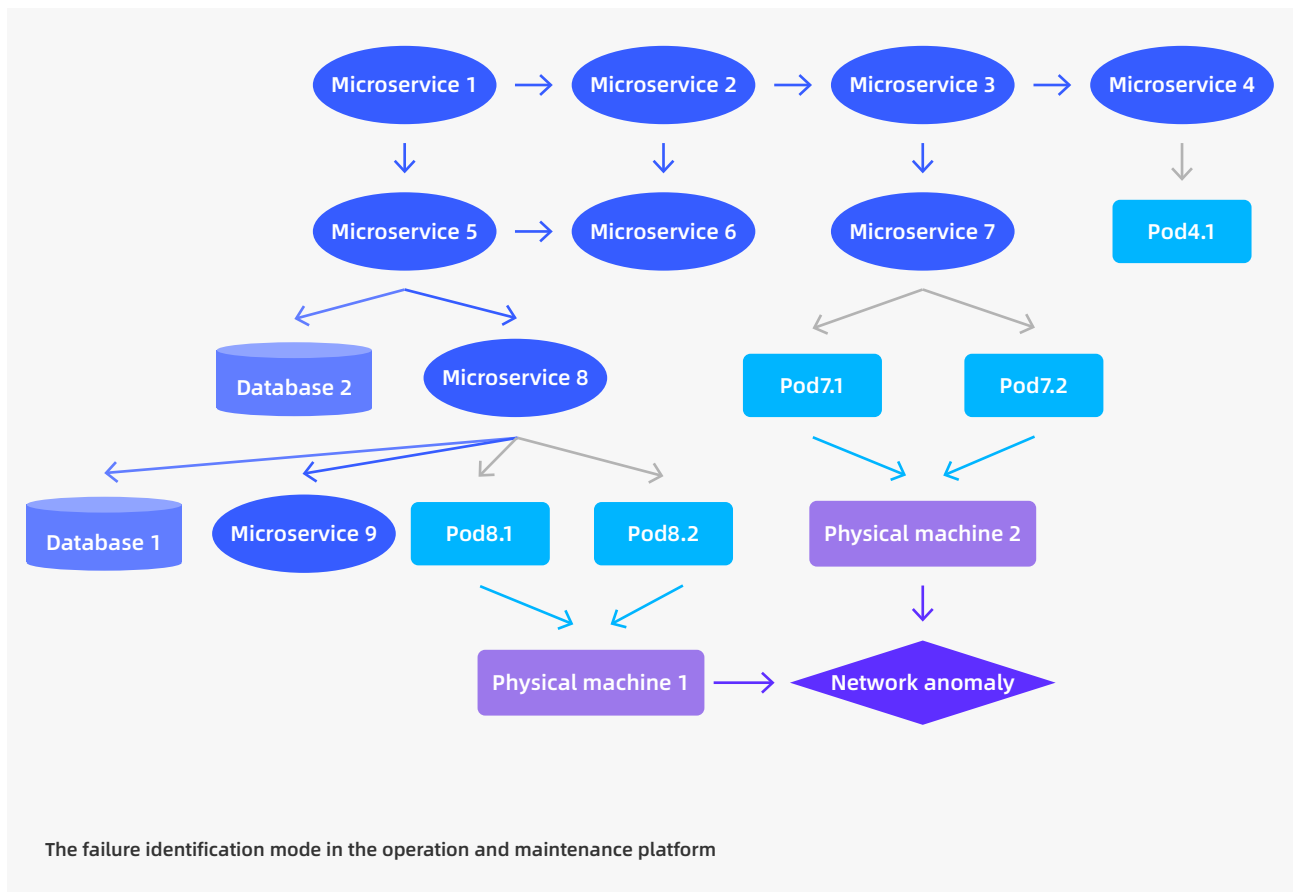 Microservice 1
Microservice 2
Microservice 3
Microservice 4
Microservice 5
Microservice 6
Microservice 7
Pod4.1
Database 2
Microservice 8
Pod7.1
Pod7.2
Database 1
Microservice 9
Pod8.1
Pod8.2
Physical machine 2
Physical machine 1
Network anomaly
The failure identification mode in the operation and maintenance platform